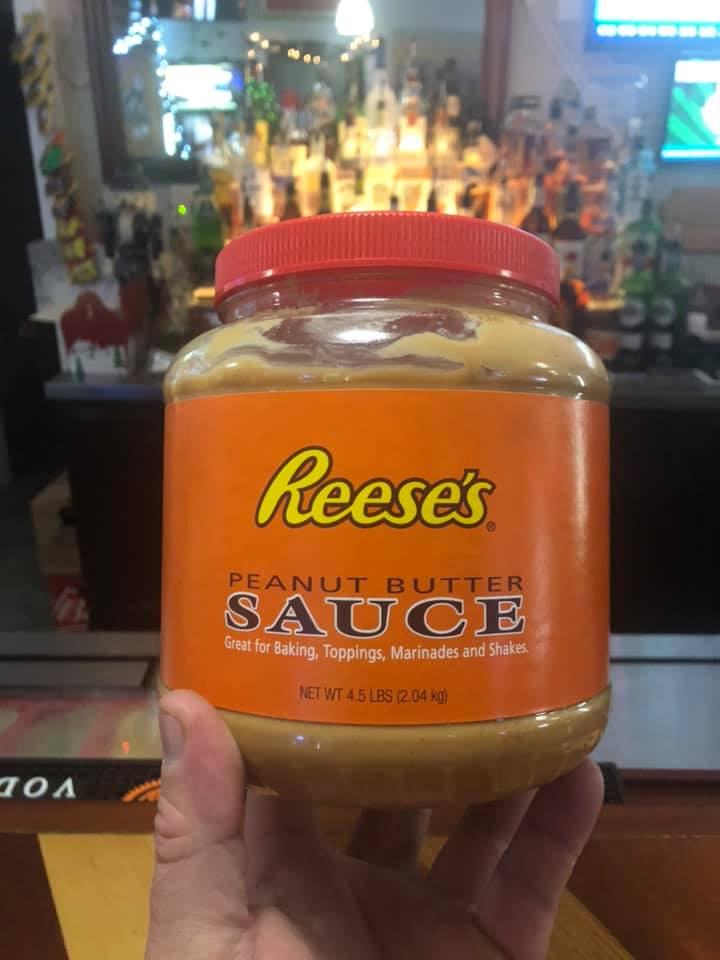 Reese's®
PEANUT BUTTER
SAUCE
Great for Baking, Toppings, Marinades and Shakes.
NET WT 4.5 LBS (2.04 kg)
VOD